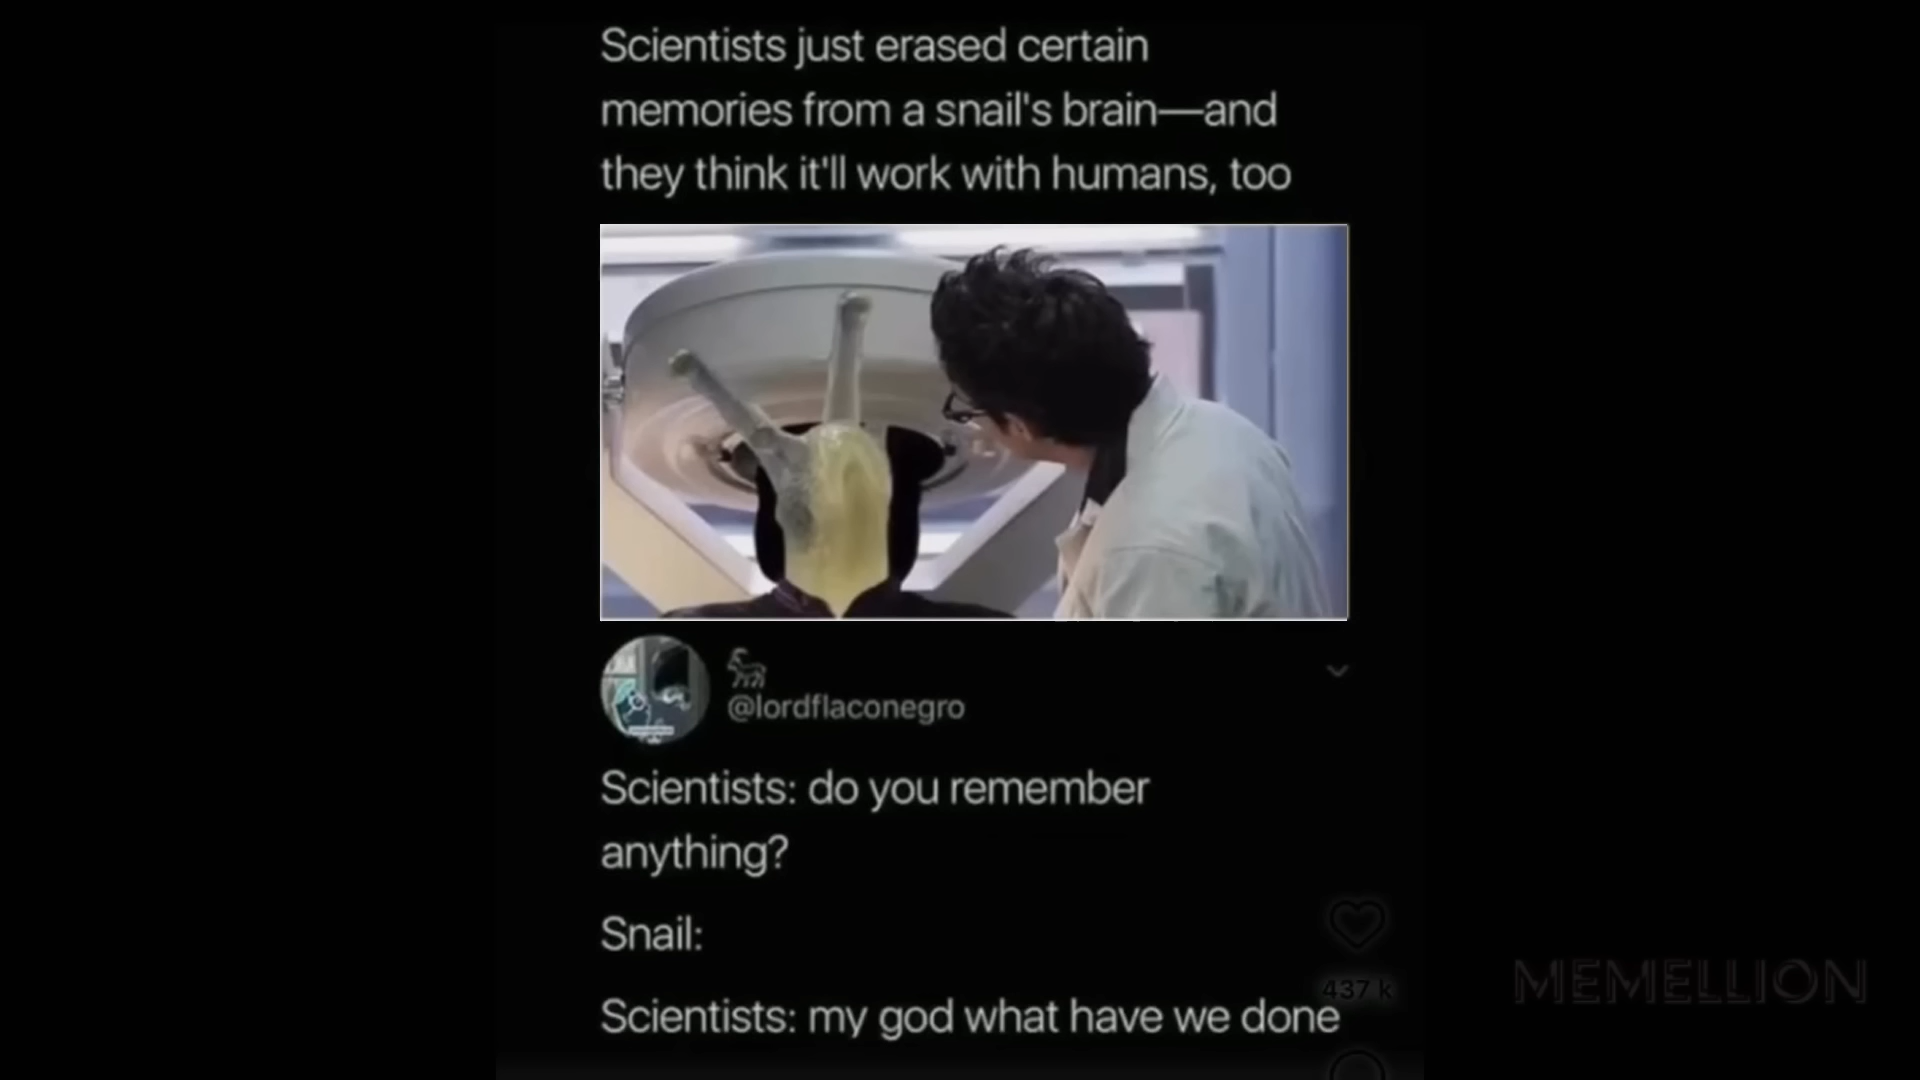 Scientists just erased certain
memories from a snail's brain—and
they think it'll work with humans, too
@lordflaconegro
Scientists: do you remember
anything?
Snail:
437 k
Scientists: my god what have we done
MEMELLION